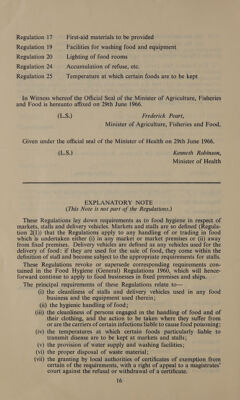 Regulation 17 First-aid materials to be provided
Regulation 19 Facilities for washing food and equipment
Regulation 20 Lighting of food rooms
Regulation 24 Accumulation of refuse, etc.
Regulation 25 Temperature at which certain foods are to be kept
In Witness whereof the Official Seal of the Minister of Agriculture, Fisheries
and Food is hereunto affixed on 29th June 1966.
(L.S.) Frederick Peart,
Minister of Agriculture, Fisheries and Food.
Given under the official seal of the Minister of Health on 29th June 1966.
(L.S.) Kenneth Robinson,
Minister of Health
EXPLANATORY NOTE
(This Note is not part of the Regulations.)
These Regulations lay down requirements as to food hygiene in respect of
markets, stalls and delivery vehicles. Markets and stalls are so defined (Regula-
tion 2(1)) that the Regulations apply to any handling of or trading in food
which is undertaken either (i) in any market or market premises or (ii) away
from fixed premises. Delivery vehicles are defined as any vehicles used for the
delivery of food: if they are used for the sale of food, they come within the
definition of stall and become subject to the appropriate requirements for stalls.
These Regulations revoke or supersede corresponding requirements con-
tained in the Food Hygiene (General) Regulations 1960, which will hence-
forward continue to apply to food businesses in fixed premises and ships.
The principal requirements of these Regulations relate to—
(i) the cleanliness of stalls and delivery vehicles used in any food
business and the equipment used therein;
(ii) the hygienic handling of food;
(iii) the cleanliness of persons engaged in the handling of food and of
their clothing, and the action to be taken where they suffer from
or are the carriers of certain infections liable to cause food poisoning;
(iv) the temperatures at which certain foods particularly liable to
transmit disease are to be kept at markets and stalls;
(v) the provision of water supply and washing facilities;
(vi) the proper disposal of waste material;
(vii) the granting by local authorities of certificates of exemption from
certain of the requirements, with a right of appeal to a magistrates'
court against the refusal or withdrawal of a certificate.
16